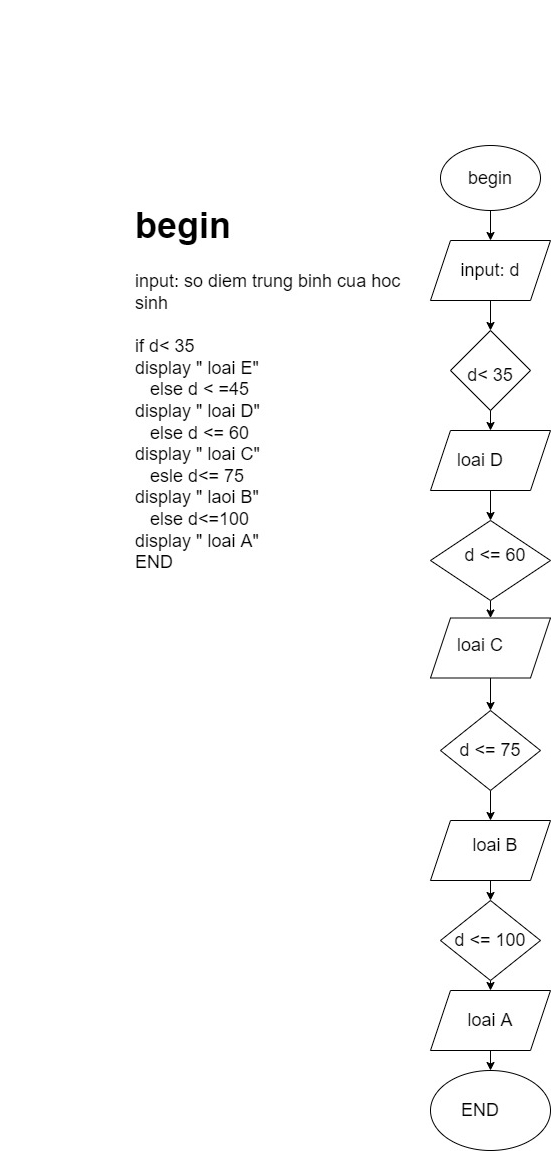 begin
input: so diem trung binh cua hoc
sinh
if d< 35
display " loai E"
else d < =45
display " loai D"
else d <= 60
display " loai C"
esle d<= 75
display " laoi B"
else d<=100
display " loai A"
END
begin
input: d
d< 35
loai D
d <= 60
loai C
d <= 75
loai B
d <= 100
loai A
END